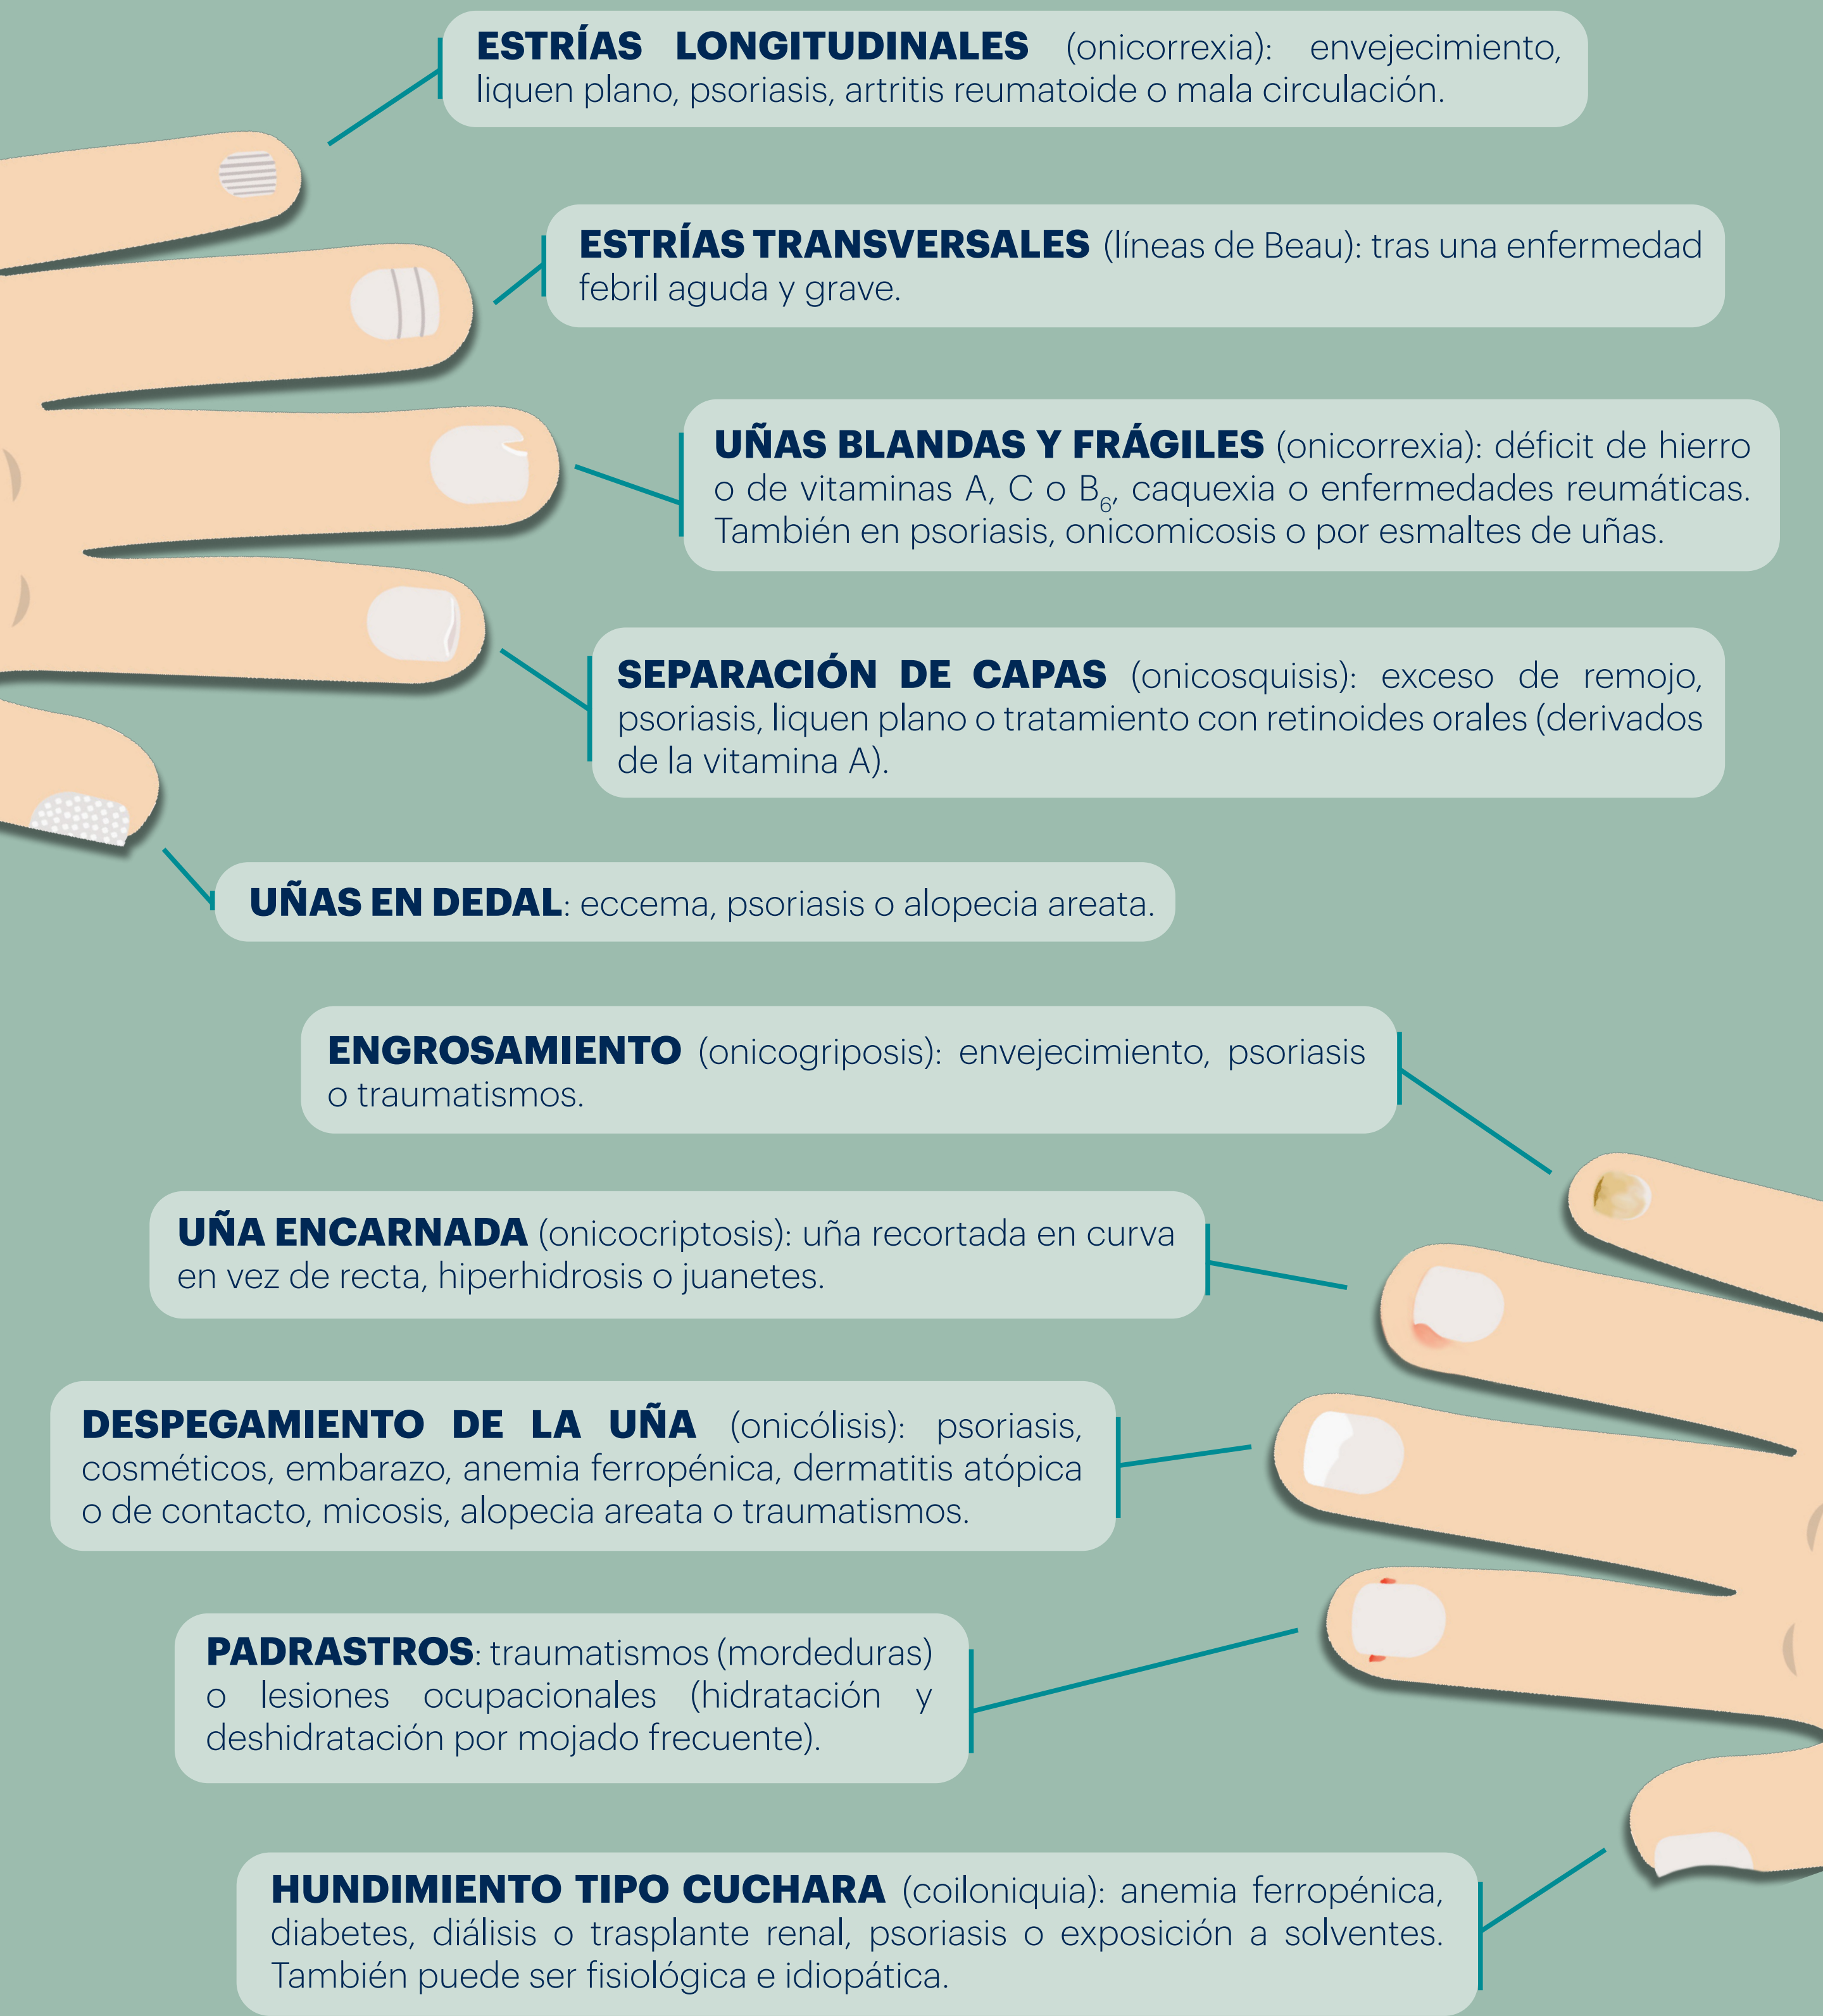 ESTRÍAS LONGITUDINALES (onicorrexia): envejecimiento,
liquen plano, psoriasis, artritis reumatoide o mala circulación.
ESTRÍAS TRANSVERSALES (líneas de Beau): tras una enfermedad
febril aguda y grave.
UÑAS BLANDAS Y FRÁGILES (onicorrexia): déficit de hierro
o de vitaminas A, C o B₆, caquexia o enfermedades reumáticas.
También en psoriasis, onicomicosis o por esmaltes de uñas.
SEPARACIÓN DE CAPAS (onicosquisis): exceso de remojo,
psoriasis, liquen plano o tratamiento con retinoides orales (derivados
de la vitamina A).
UÑAS EN DEDAL: eccema, psoriasis o alopecia areata.
ENGROSAMIENTO (onicogriposis): envejecimiento, psoriasis
o traumatismos.
UÑA ENCARNADA (onicocriptosis): uña recortada en curva
en vez de recta, hiperhidrosis o juanetes.
DESPEGAMIENTO DE LA UÑA (onicólisis): psoriasis,
cosméticos, embarazo, anemia ferropénica, dermatitis atópica
o de contacto, micosis, alopecia areata o traumatismos.
PADRASTROS: traumatismos (mordeduras)
o lesiones ocupacionales (hidratación y
deshidratación por mojado frecuente).
HUNDIMIENTO TIPO CUCHARA (coiloniquia): anemia ferropénica,
diabetes, diálisis o trasplante renal, psoriasis o exposición a solventes.
También puede ser fisiológica e idiopática.